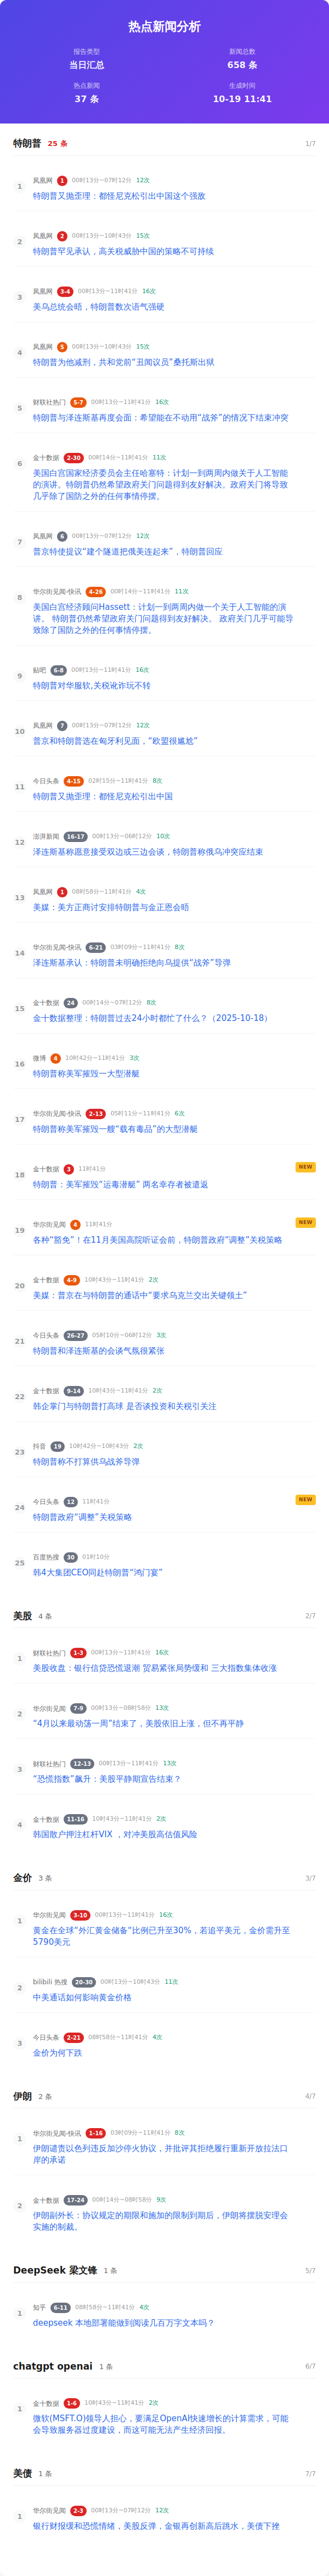 热点新闻分析
报告类型
当日汇总
新闻总数
658 条
热点新闻
37 条
生成时间
10-19 11:41
特朗普 25 条 1/7
1
凤凰网 1 00时13分~07时12分 12次
特朗普又抛歪理：都怪尼克松引出中国这个强敌
2
凤凰网 2 00时13分~10时43分 15次
特朗普罕见承认，高关税威胁中国的策略不可持续
3
凤凰网 3-4 00时13分~11时41分 16次
美乌总统会晤，特朗普数次语气强硬
4
凤凰网 5 00时13分~10时43分 15次
特朗普为他减刑，共和党前“丑闻议员”桑托斯出狱
5
财联社热门 5-7 00时13分~11时41分 16次
特朗普与泽连斯基再度会面：希望能在不动用“战斧”的情况下结束冲突
6
金十数据 2-30 00时14分~11时41分 11次
美国白宫国家经济委员会主任哈塞特：计划一到两周内做关于人工智能
的演讲。特朗普仍然希望政府关门问题得到友好解决。政府关门将导致
几乎除了国防之外的任何事情停摆。
7
凤凰网 6 00时13分~07时12分 12次
普京特使提议“建个隧道把俄美连起来”，特朗普回应
8
华尔街见闻-快讯 4-26 00时14分~11时41分 11次
美国白宫经济顾问Hassett：计划一到两周内做一个关于人工智能的演
讲。 特朗普仍然希望政府关门问题得到友好解决。 政府关门几乎可能导
致除了国防之外的任何事情停摆。
9
贴吧 6-8 00时13分~11时41分 16次
特朗普对华服软,关税讹诈玩不转
10
凤凰网 7 00时13分~07时12分 12次
普京和特朗普选在匈牙利见面，“欧盟很尴尬”
11
今日头条 4-15 02时15分~11时41分 8次
特朗普又抛歪理：都怪尼克松引出中国
12
澎湃新闻 16-17 00时13分~06时12分 10次
泽连斯基称愿意接受双边或三边会谈，特朗普称俄乌冲突应结束
13
凤凰网 1 08时58分~11时41分 4次
美媒：美方正商讨安排特朗普与金正恩会晤
14
华尔街见闻-快讯 6-21 03时09分~11时41分 8次
泽连斯基承认：特朗普未明确拒绝向乌提供“战斧”导弹
15
金十数据 24 00时14分~07时12分 8次
金十数据整理：特朗普过去24小时都忙了什么？（2025-10-18）
16
微博 4 10时42分~11时41分 3次
特朗普称美军摧毁一大型潜艇
17
华尔街见闻-快讯 2-13 05时11分~11时41分 6次
特朗普称美军摧毁一艘“载有毒品”的大型潜艇
18
金十数据 3 11时41分
NEW
特朗普：美军摧毁“运毒潜艇” 两名幸存者被遣返
19
华尔街见闻 4 11时41分
NEW
各种“豁免”！在11月美国高院听证会前，特朗普政府“调整”关税策略
20
金十数据 4-9 10时43分~11时41分 2次
美媒：普京在与特朗普的通话中“要求乌克兰交出关键领土”
21
今日头条 26-27 05时10分~06时12分 3次
特朗普和泽连斯基的会谈气氛很紧张
22
金十数据 9-14 10时43分~11时41分 2次
韩企掌门与特朗普打高球 是否谈投资和关税引关注
23
抖音 19 10时42分~10时43分 2次
特朗普称不打算供乌战斧导弹
24
今日头条 12 11时41分
NEW
特朗普政府“调整”关税策略
25
百度热搜 30 01时10分
韩4大集团CEO同赴特朗普“鸿门宴”
美股 4 条 2/7
1
财联社热门 1-3 00时13分~11时41分 16次
美股收盘：银行信贷恐慌退潮 贸易紧张局势缓和 三大指数集体收涨
2
华尔街见闻 7-9 00时13分~08时58分 13次
“4月以来最动荡一周”结束了，美股依旧上涨，但不再平静
3
财联社热门 12-13 00时13分~11时41分 13次
“恐慌指数”飙升：美股平静期宣告结束？
4
金十数据 11-16 10时43分~11时41分 2次
韩国散户押注杠杆VIX ，对冲美股高估值风险
金价 3 条 3/7
1
华尔街见闻 3-10 00时13分~11时41分 16次
黄金在全球“外汇黄金储备”比例已升至30%，若追平美元，金价需升至
5790美元
2
bilibili 热搜 20-30 00时13分~10时43分 11次
中美通话如何影响黄金价格
3
今日头条 2-21 08时58分~11时41分 4次
金价为何下跌
伊朗 2 条 4/7
1
华尔街见闻-快讯 1-16 03时09分~11时41分 8次
伊朗谴责以色列违反加沙停火协议，并批评其拒绝履行重新开放拉法口
岸的承诺
2
金十数据 17-24 00时14分~08时58分 9次
伊朗副外长：协议规定的期限和施加的限制到期后，伊朗将摆脱安理会
实施的制裁。
DeepSeek 梁文锋 1 条 5/7
1
知乎 6-11 08时58分~11时41分 4次
deepseek 本地部署能做到阅读几百万字文本吗？
chatgpt openai 1 条 6/7
1
金十数据 1-6 10时43分~11时41分 2次
微软(MSFT.O)领导人担心，要满足OpenAI快速增长的计算需求，可能
会导致服务器过度建设，而这可能无法产生经济回报。
美债 1 条 7/7
1
华尔街见闻 2-3 00时13分~07时12分 12次
银行财报缓和恐慌情绪，美股反弹，金银再创新高后跳水，美债下挫